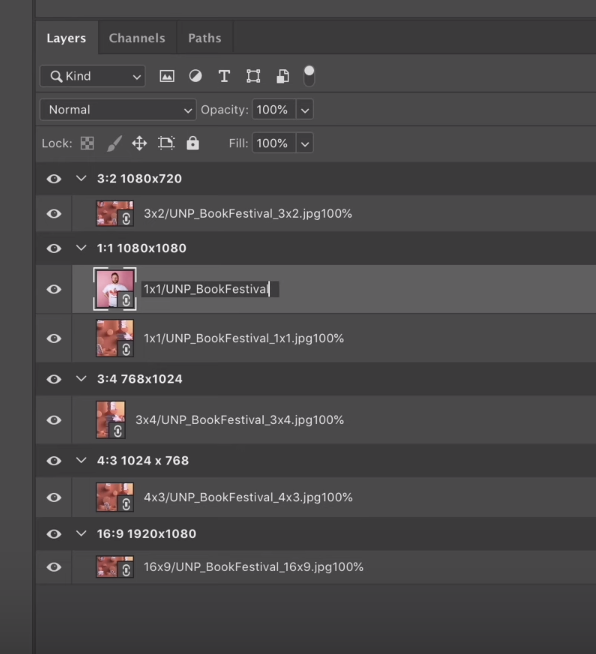 Layers Channels Paths
Kind
Normal Opacity: 100%
Lock: Fill: 100%
3:2 1080x720
3x2/UNP_BookFestival_3x2.jpg100%
1:1 1080x1080
1x1/UNP_BookFestival
1x1/UNP_BookFestival_1x1.jpg100%
3:4 768x1024
3x4/UNP_BookFestival_3x4.jpg100%
4:3 1024 x 768
4x3/UNP_BookFestival_4x3.jpg100%
16:9 1920x1080
16x9/UNP_BookFestival_16x9.jpg100%